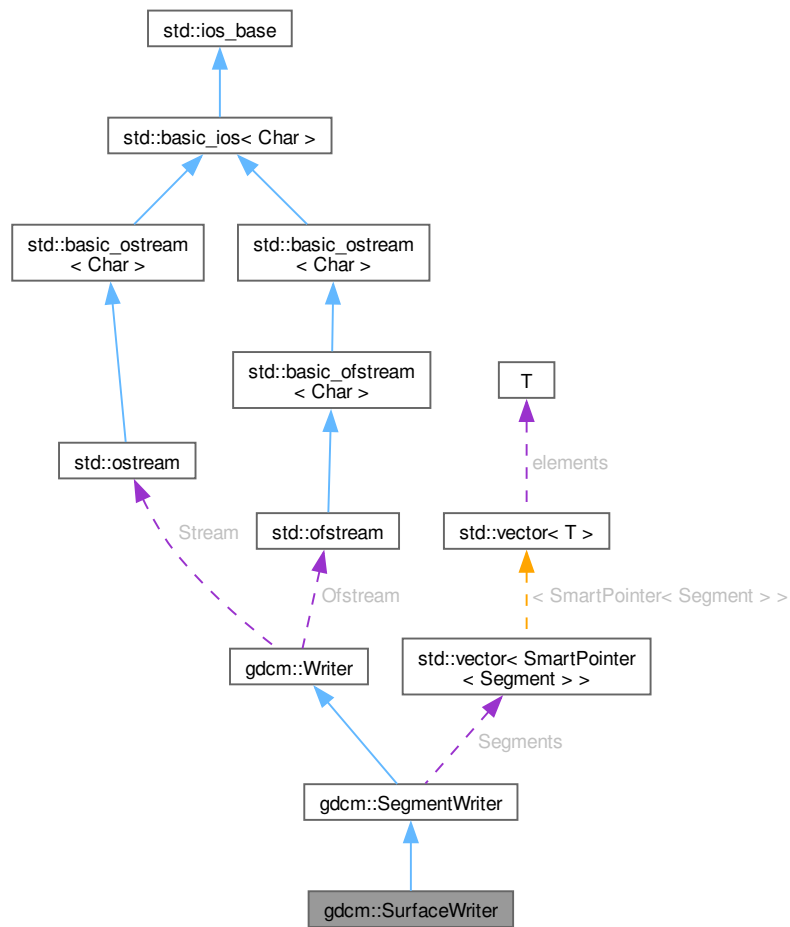 std::ios_base
std::basic_ios< Char >
std::basic_ostream
< Char >
std::basic_ostream
< Char >
std::basic_ofstream
< Char >
T
std::ostream
elements
std::ofstream
std::vector< T >
Stream
Ofstream
< SmartPointer< Segment > >
gdcm::Writer
std::vector< SmartPointer
< Segment > >
Segments
gdcm::SegmentWriter
gdcm::SurfaceWriter